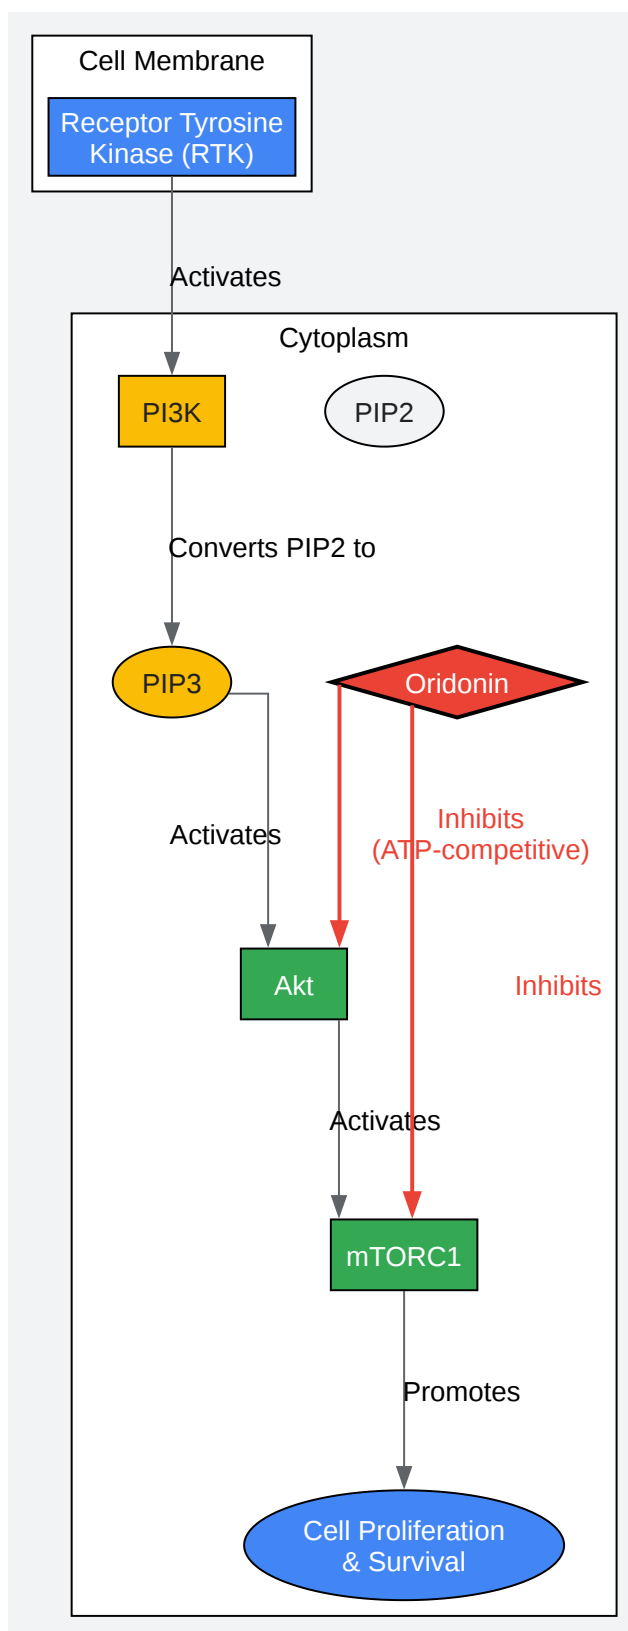 Cell Membrane
Receptor Tyrosine
Kinase (RTK)
Activates
Cytoplasm
PI3K
PIP2
Converts PIP2 to
PIP3
Oridonin
Activates
Inhibits
(ATP-competitive)
Akt
Inhibits
Activates
mTORC1
Promotes
Cell Proliferation
& Survival